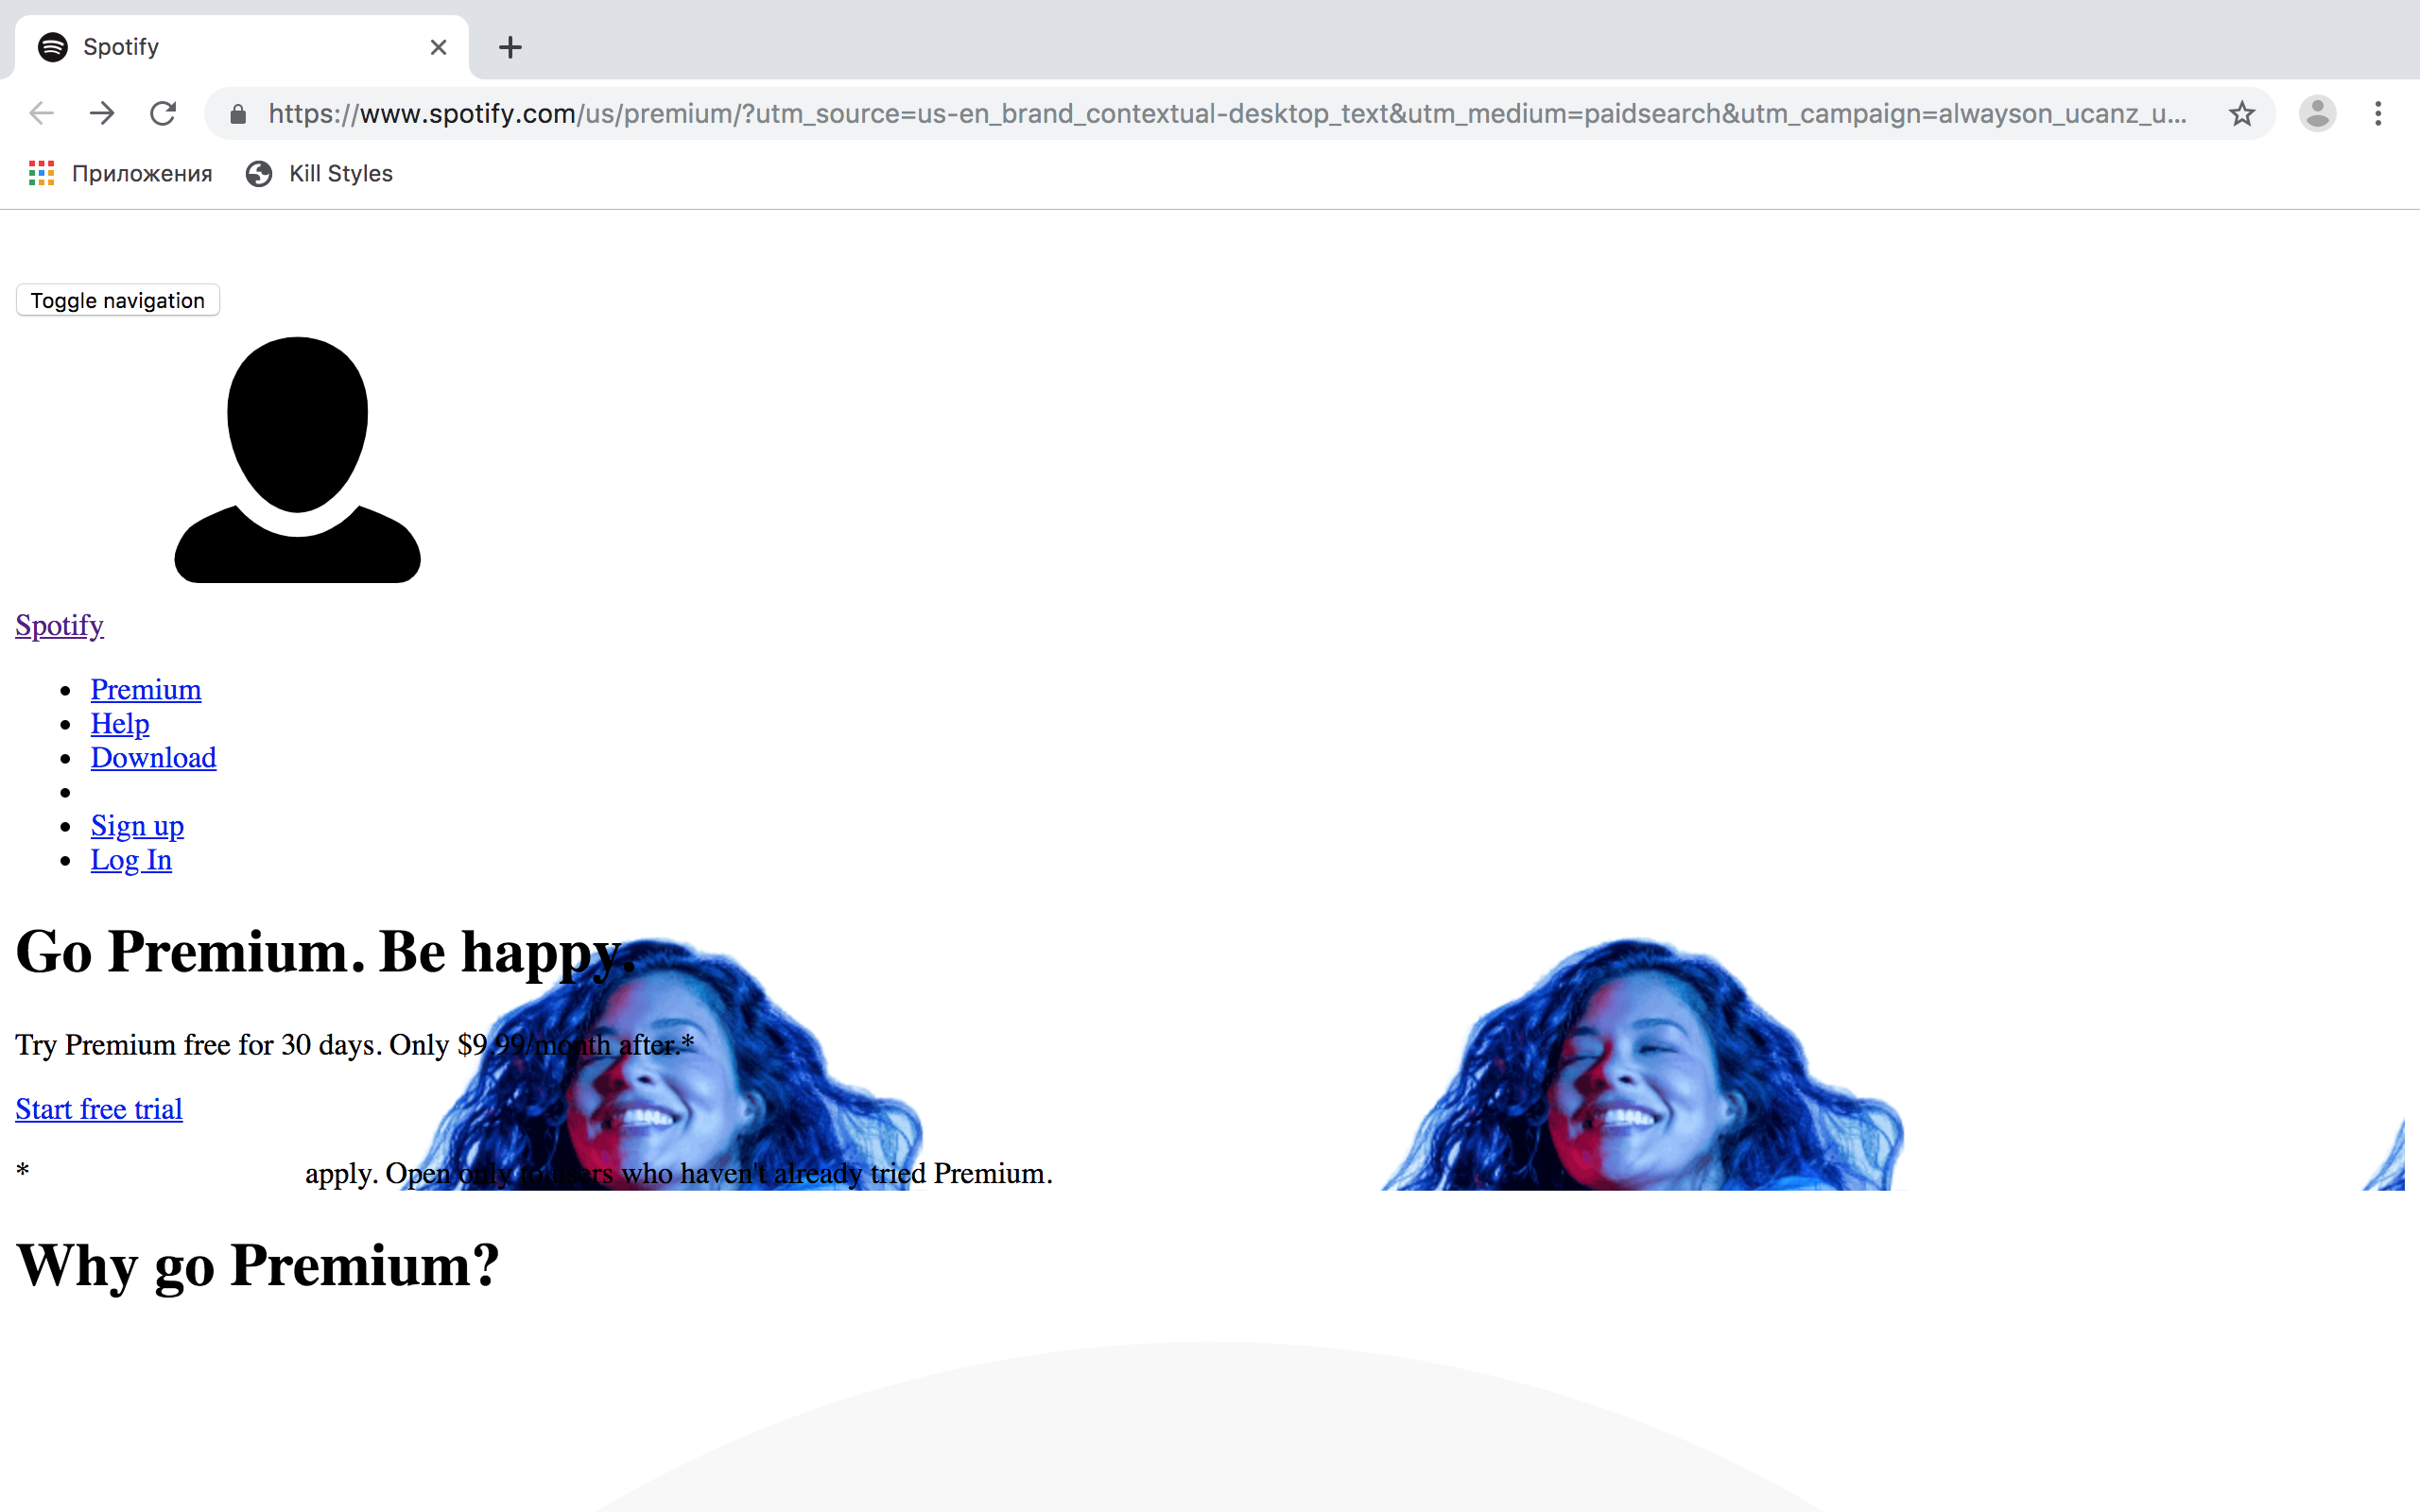 Spotify
https://www.spotify.com/us/premium/?utm_source=us-en_brand_contextual-desktop_text&utm_medium=paidsearch&utm_campaign=alwayson_ucanz_u...
Приложения Kill Styles
Toggle navigation
Spotify
Premium
Help
Download
Sign up
Log In
Go Premium. Be happy.
Try Premium free for 30 days. Only $9.99/month after.*
Start free trial
* apply. Open only to users who haven't already tried Premium.
Why go Premium?